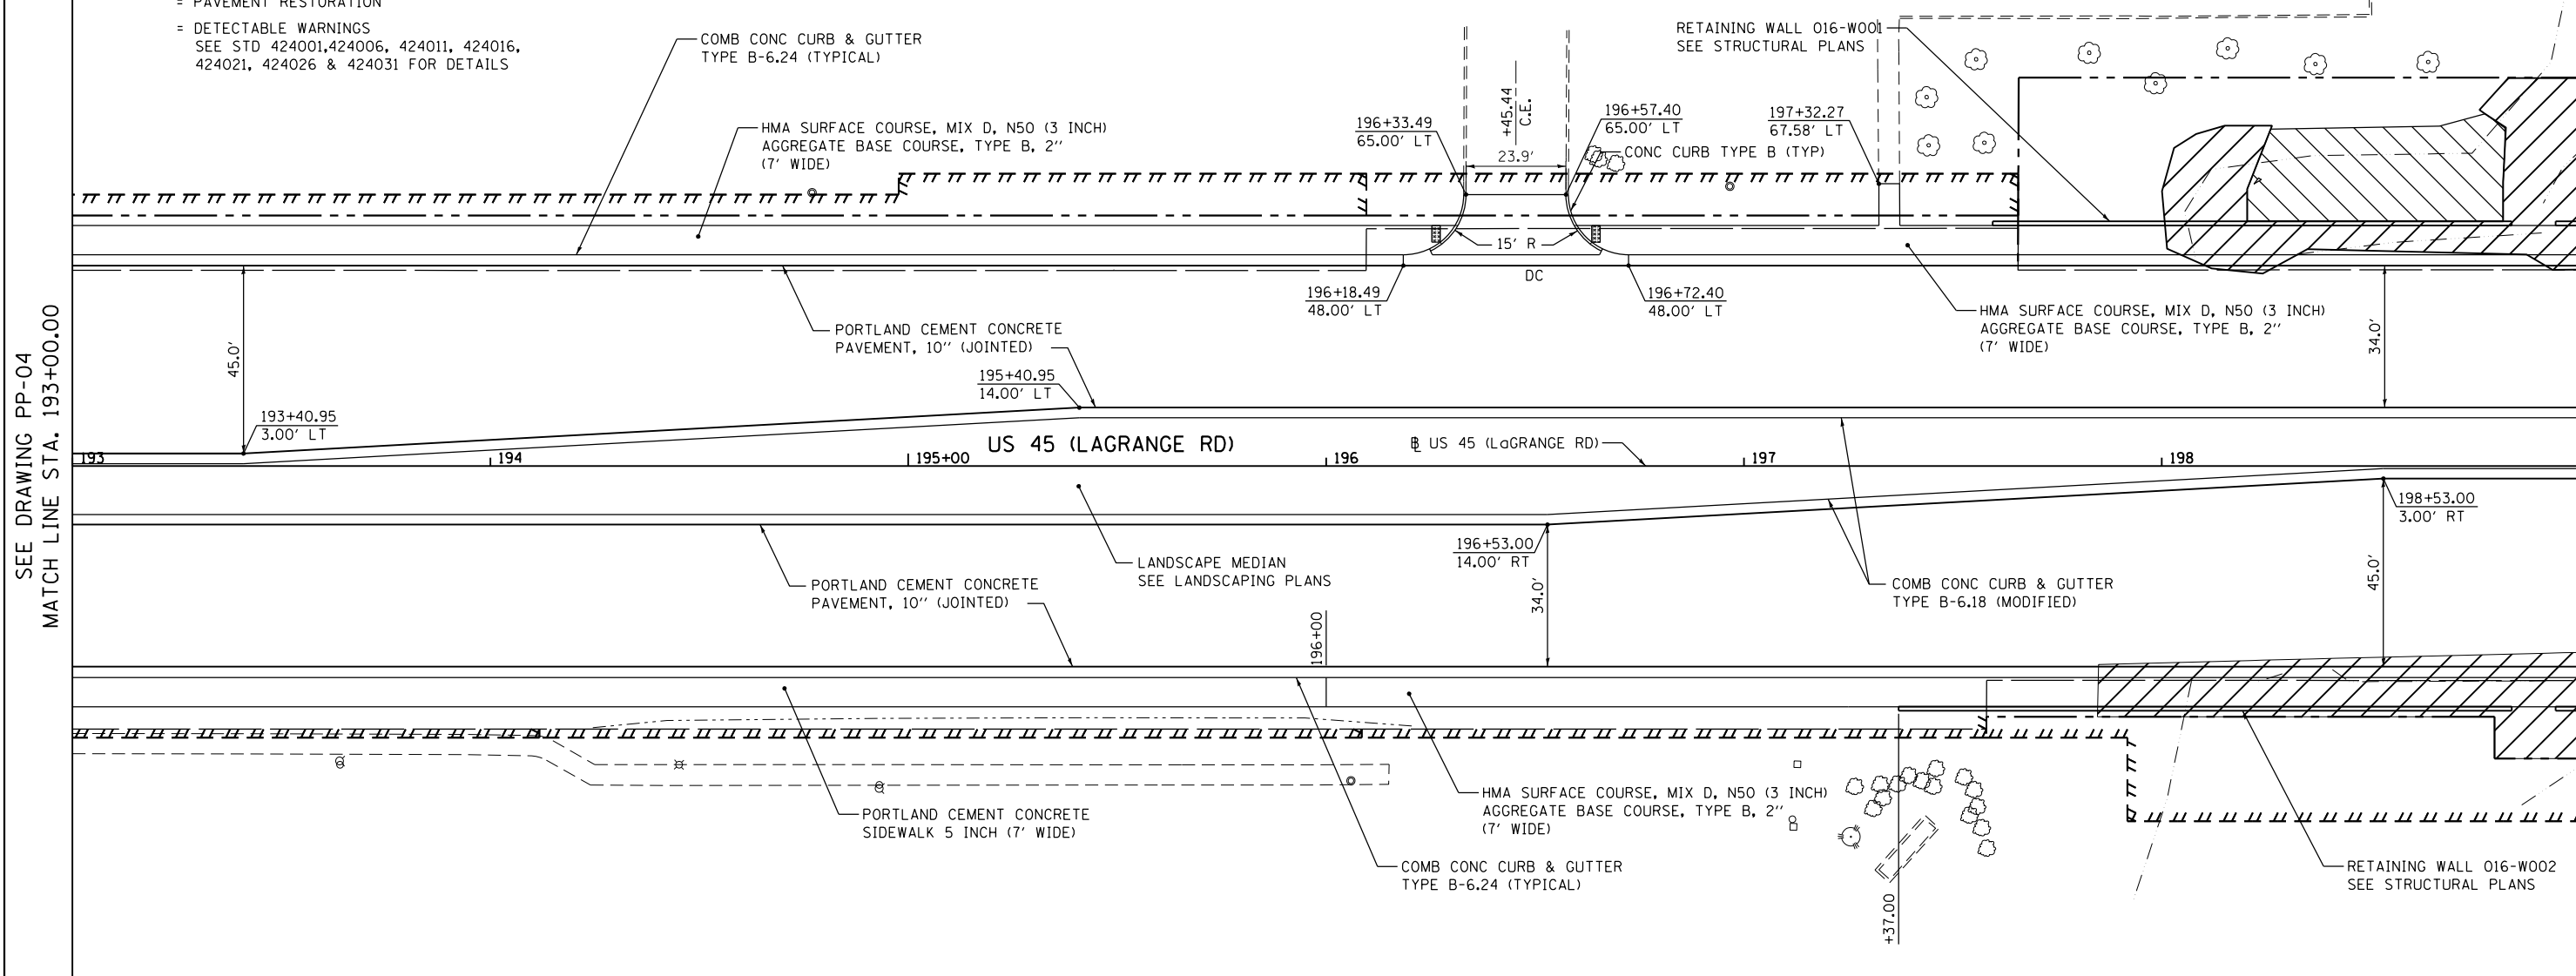 = PAVEMENT RESTORATION
= DETECTABLE WARNINGS
SEE STD 424001,424006, 424011, 424016,
424021, 424026 & 424031 FOR DETAILS
COMB CONC CURB & GUTTER
TYPE B-6.24 (TYPICAL)
HMA SURFACE COURSE, MIX D, N50 (3 INCH)
AGGREGATE BASE COURSE, TYPE B, 2''
(7' WIDE)
196+33.49
65.00' LT
+45.44
C.E.
23.9'
196+57.40
65.00' LT
CONC CURB TYPE B (TYP)
RETAINING WALL 016-W001
SEE STRUCTURAL PLANS
197+32.27
67.58' LT
15' R
DC
196+18.49
48.00' LT
196+72.40
48.00' LT
HMA SURFACE COURSE, MIX D, N50 (3 INCH)
AGGREGATE BASE COURSE, TYPE B, 2''
(7' WIDE)
34.0'
SEE DRAWING PP-04
MATCH LINE STA. 193+00.00
45.0'
PORTLAND CEMENT CONCRETE
PAVEMENT, 10'' (JOINTED)
195+40.95
14.00' LT
193+40.95
3.00' LT
US 45 (LAGRANGE RD)
B̲L US 45 (LaGRANGE RD)
193
194
195+00
196
197
198
198+53.00
3.00' RT
196+53.00
14.00' RT
34.0'
45.0'
LANDSCAPE MEDIAN
SEE LANDSCAPING PLANS
PORTLAND CEMENT CONCRETE
PAVEMENT, 10'' (JOINTED)
COMB CONC CURB & GUTTER
TYPE B-6.18 (MODIFIED)
196+00
PORTLAND CEMENT CONCRETE
SIDEWALK 5 INCH (7' WIDE)
HMA SURFACE COURSE, MIX D, N50 (3 INCH)
AGGREGATE BASE COURSE, TYPE B, 2''
(7' WIDE)
COMB CONC CURB & GUTTER
TYPE B-6.24 (TYPICAL)
+37.00
RETAINING WALL 016-W002
SEE STRUCTURAL PLANS